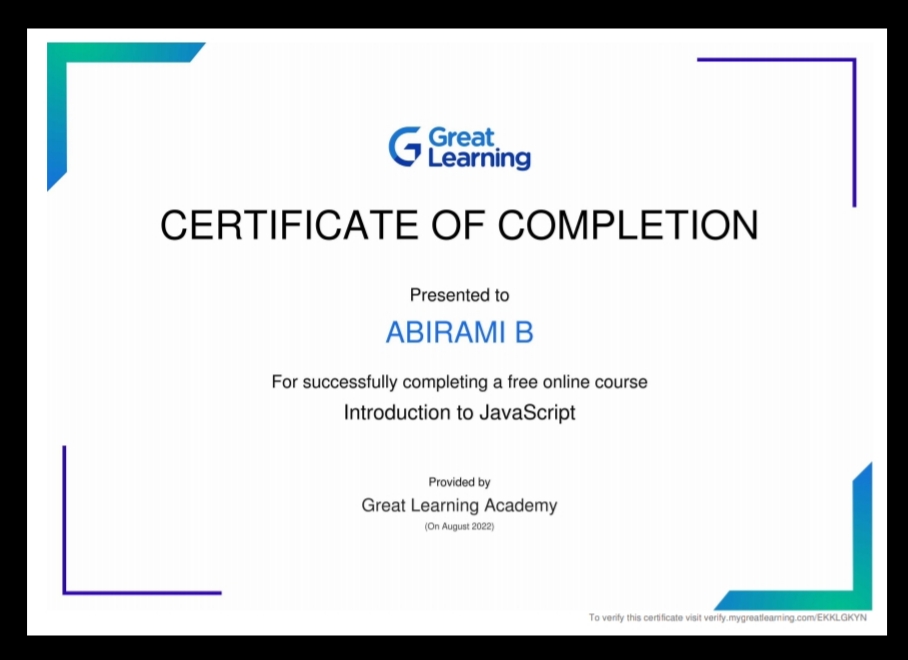 Great
Learning
CERTIFICATE OF COMPLETION
Presented to
ABIRAMI B
For successfully completing a free online course
Introduction to JavaScript
Provided by
Great Learning Academy
(On August 2022)
To verify this certificate visit verify.mygreatlearning.com/EKKLGKYN